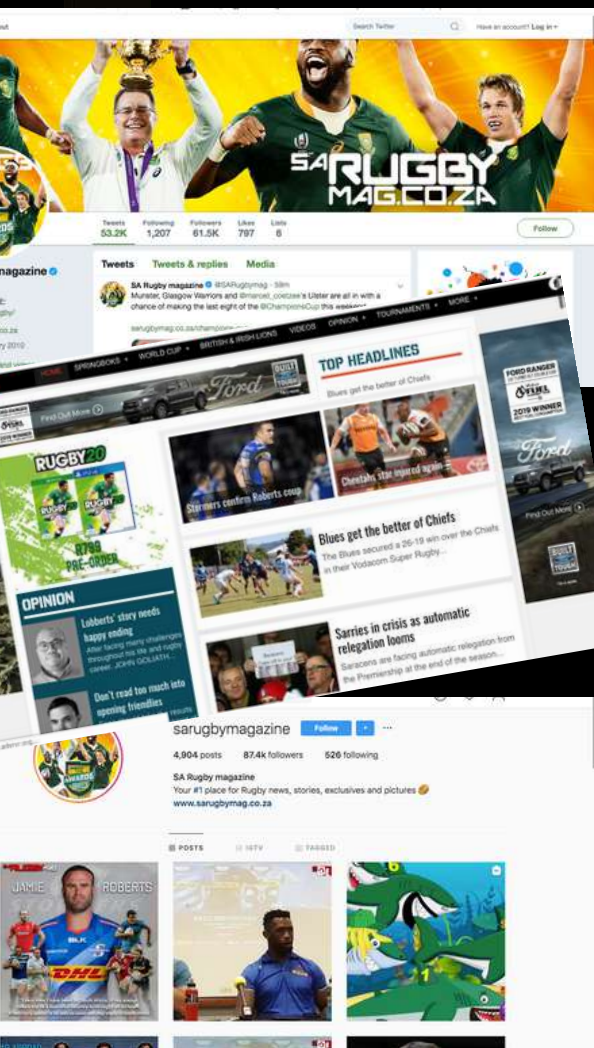 Search Twitter
Have an account? Log in
SARUGBY
MAG.CO.ZA
Tweets Following Followers Likes Lists
53.2K 1,207 61.5K 797 6
Follow
magazine
Tweets Tweets & replies Media
SA Rugby magazine @SARugbymag · 59m
Munster, Glasgow Warriors and @marcel_coetzee's Ulster are all in with a
chance of making the last eight of the @ChampionsCup this weekend
HOME SPRINGBOKS WORLD CUP BRITISH & IRISH LIONS VIDEOS OPINION TOURNAMENTS MORE
Find Out More
Ford
BUILT
TOUGH
TOP HEADLINES
Blues get the better of Chiefs
FORD RANGER
2019 WINNER
Ford
Find Out More
BUILT
TOUGH
RUGBY20
RUGBY20
RUGBY20
R799
PRE-ORDER
Stormers confirm Roberts coup
Cheetahs star injured again
Blues get the better of Chiefs
The Blues secured a 26-19 win over the Chiefs
in their Vodacom Super Rugby...
OPINION
Lobberts' story needs
happy ending
After facing many challenges
throughout his life and rugby
career. JOHN GOLIATH...
Don't read too much into
opening friendlies
results
Sarries in crisis as automatic
relegation looms
Saracens are facing automatic relegation from
the Premiership at the end of the season...
sarugbymagazine Follow
4,904 posts 87.4k followers 526 following
SA Rugby magazine
Your #1 place for Rugby news, stories, exclusives and pictures 🏉
www.sarugbymag.co.za
POSTS IGTV TAGGED
JAMIE ROBERTS
DHL